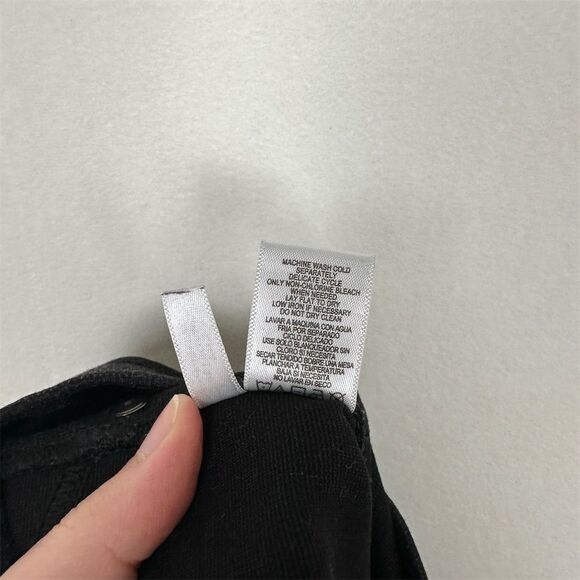 MACHINE WASH COLD
SEPARATELY
DELICATE CYCLE
ONLY NON-CHLORINE BLEACH
WHEN NEEDED
LAY FLAT TO DRY
LOW IRON IF NECESSARY
DO NOT DRY CLEAN
LAVAR A MAQUINA CON AGUA
FRIA POR SEPARADO
CICLO DELICADO
USE SOLO BLANQUEADOR SIN
CLORO SI NECESITA
SECAR TENDIDO SOBRE UNA MESA
PLANCHAR A TEMPERATURA
BAJA SI NECESITA
NO LAVAR EN SECO